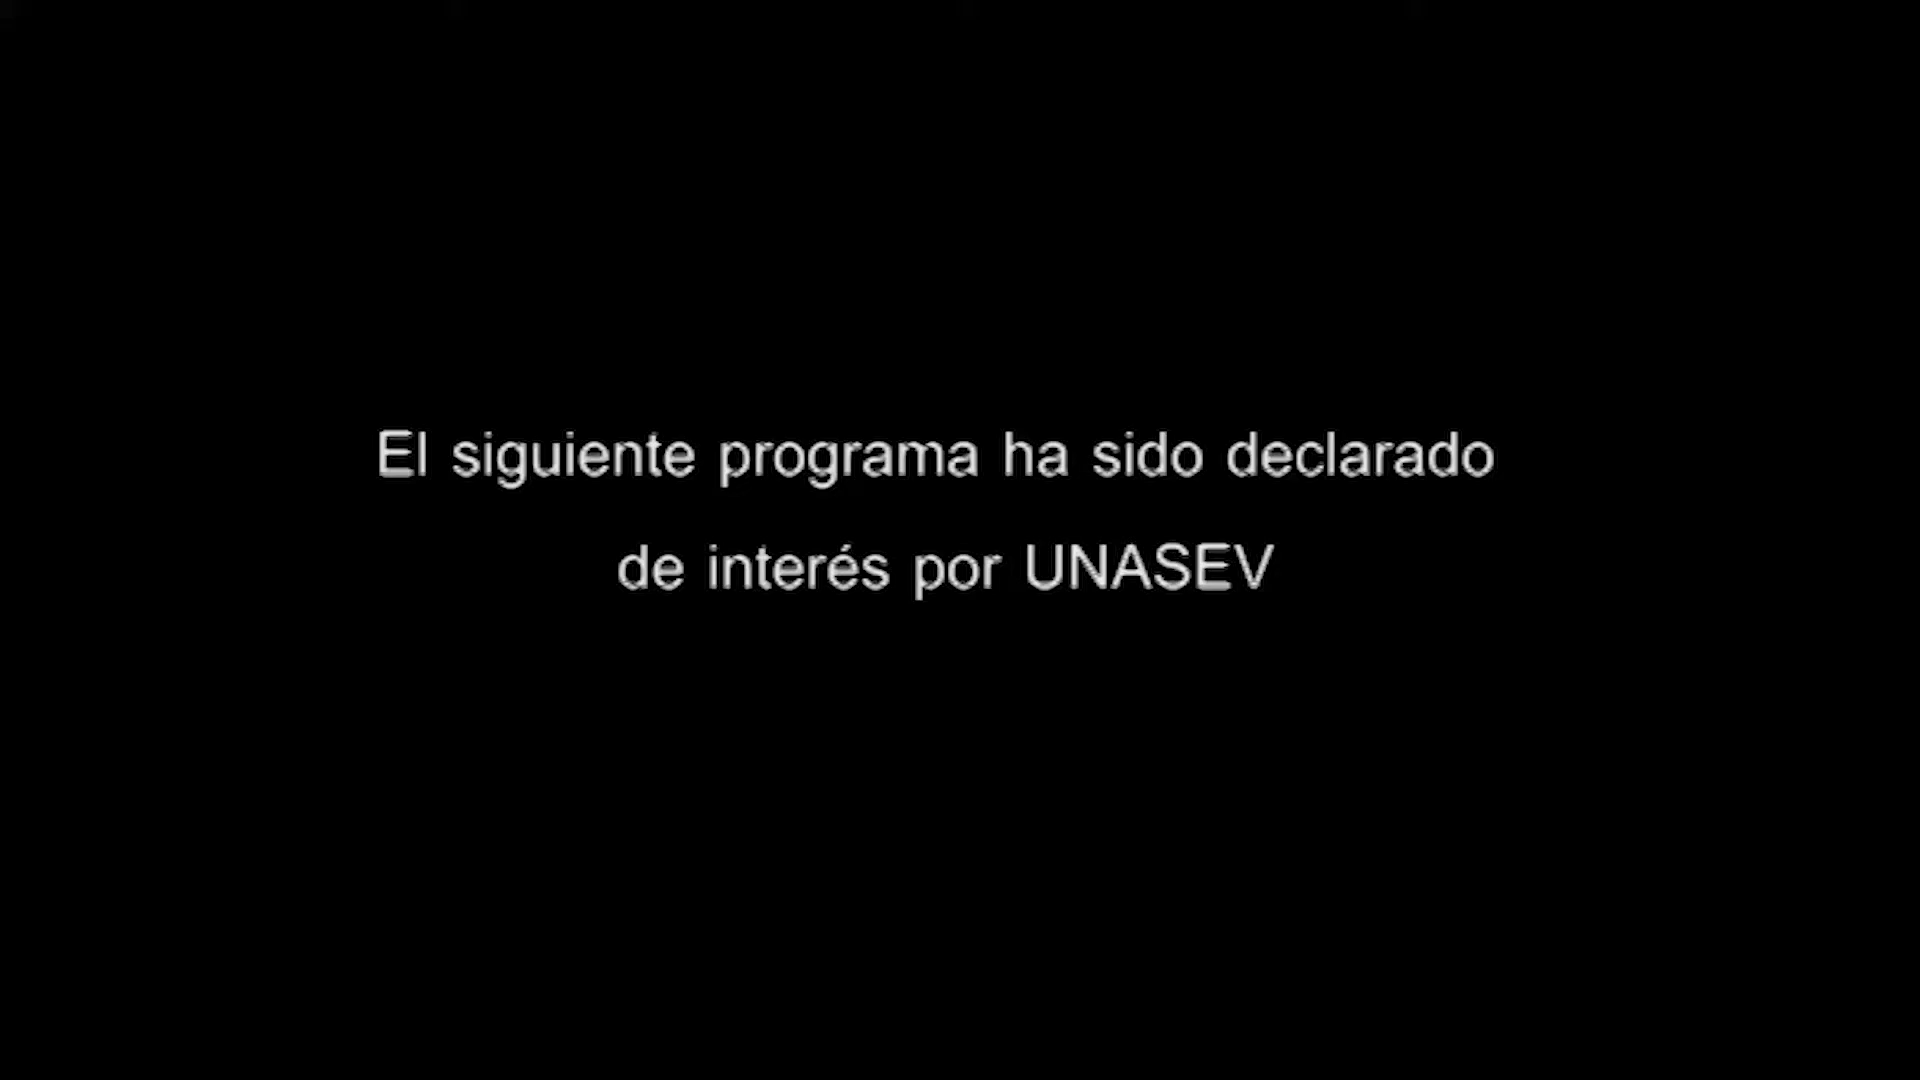 El siguiente programa ha sido declarado
de interés por UNASEV